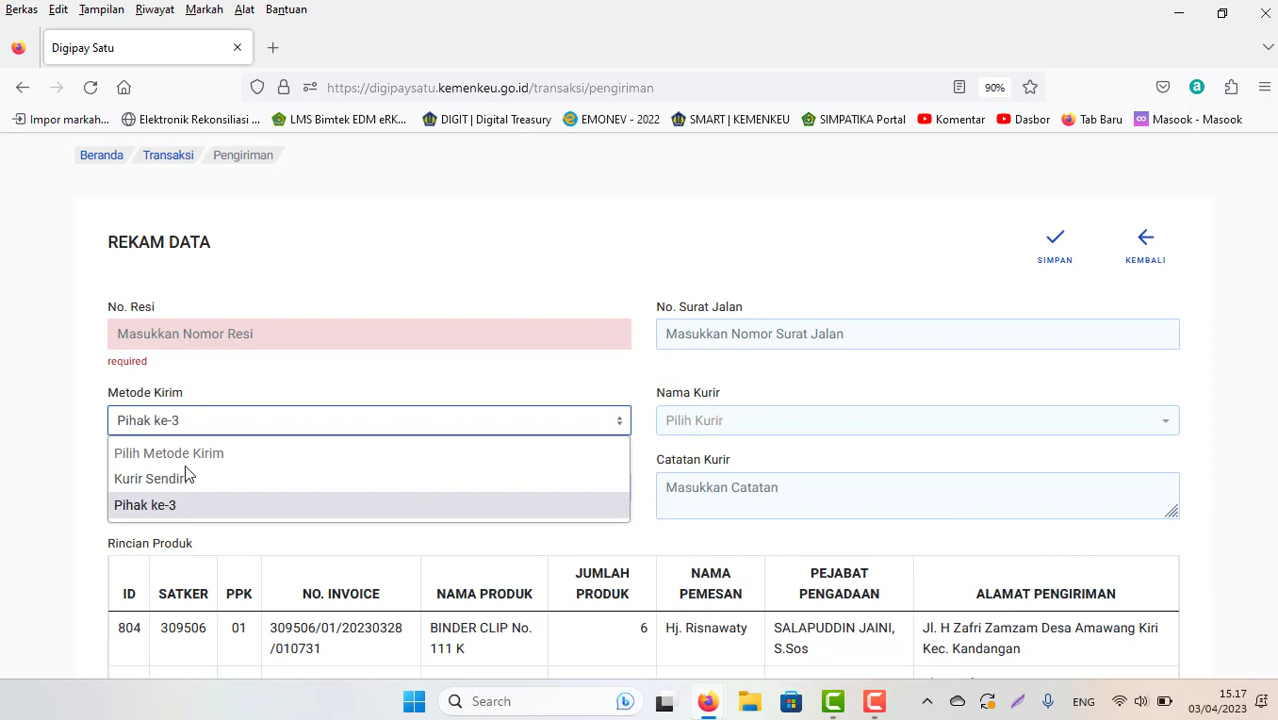 Berkas Edit Tampilan Riwayat Markah Alat Bantuan
Digipay Satu
https://digipaysatu.kemenkeu.go.id/transaksi/pengiriman
90%
Impor markah... Elektronik Rekonsiliasi ... LMS Bimtek EDM eRK... DIGIT | Digital Treasury EMONEV - 2022 SMART | KEMENKEU SIMPATIKA Portal Komentar Dasbor Tab Baru Masook - Masook
Beranda Transaksi Pengiriman
REKAM DATA
SIMPAN KEMBALI
No. Resi No. Surat Jalan
Masukkan Nomor Resi Masukkan Nomor Surat Jalan
required
Metode Kirim Nama Kurir
Pihak ke-3 Pilih Kurir
Pilih Metode Kirim Catatan Kurir
Kurir Sendiri Masukkan Catatan
Pihak ke-3
Rincian Produk
ID SATKER PPK NO. INVOICE NAMA PRODUK JUMLAH PRODUK NAMA PEMESAN PEJABAT PENGADAAN ALAMAT PENGIRIMAN
804 309506 01 309506/01/20230328 BINDER CLIP No. 6 Hj. Risnawaty SALAPUDDIN JAINI, Jl. H Zafri Zamzam Desa Amawang Kiri
/010731 111 K S.Sos Kec. Kandangan
Search ENG 15.17
03/04/2023